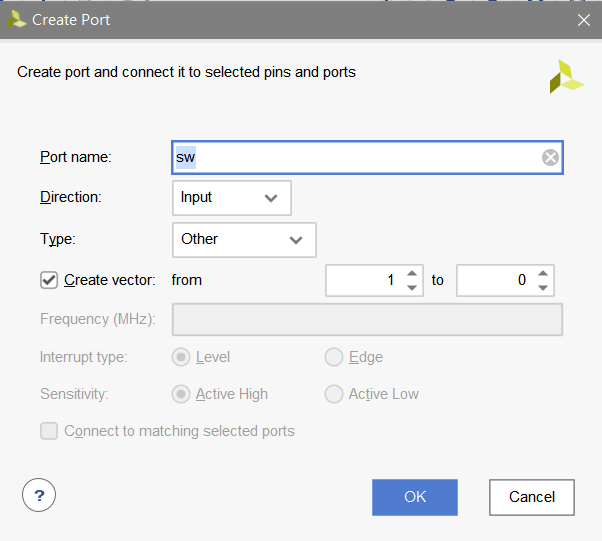 Create Port
Create port and connect it to selected pins and ports
Port name: sw
Direction: Input
Type: Other
Create vector: from 1 to 0
Frequency (MHz):
Interrupt type: Level Edge
Sensitivity: Active High Active Low
Connect to matching selected ports
? OK Cancel